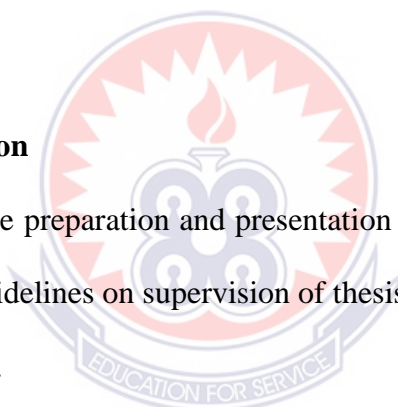 on
e preparation and presentation
idelines on supervision of thesis
EDUCATION FOR SERVICE